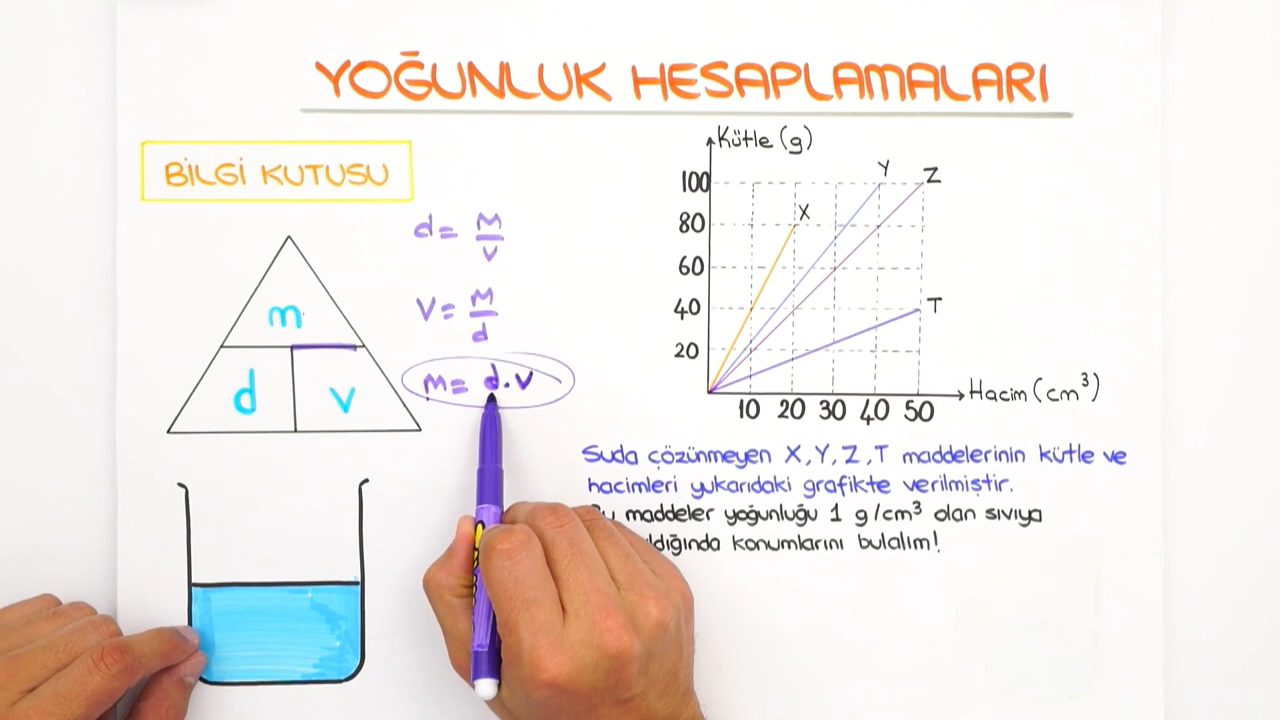 YOĞUNLUK HESAPLAMALARI
BİLGİ KUTUSU
m
d
v
d = M
v
V = M
d
m = d . v
Kütle (g)
100
80
60
40
20
X
Y
Z
T
10 20 30 40 50
Hacim (cm³)
Suda çözünmeyen X, Y, Z, T maddelerinin kütle ve
hacimleri yukarıdaki grafikte verilmiştir.
maddeler yoğunluğu 1 g/cm³ olan sıvıya
konumlarını bulalım!